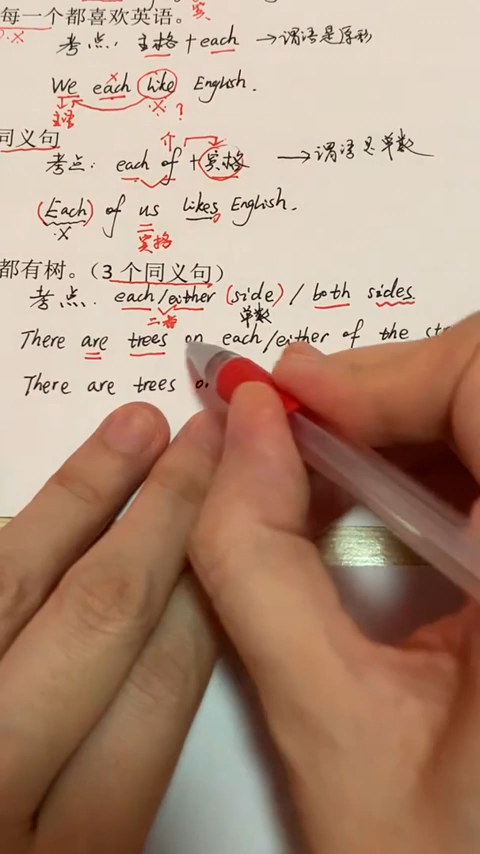 每一个都喜欢英语。 宾
考点: 主格 + each → 谓语是原形
We each like English.
主语 ?
同义句 介
考点: each of + 宾格 → 谓语是单数
(Each) of us likes English.
宾格
都有树。(3个同义句)
考点: each/either (side) / both sides
二者 单数
There are trees on each/either of the st
There are trees o